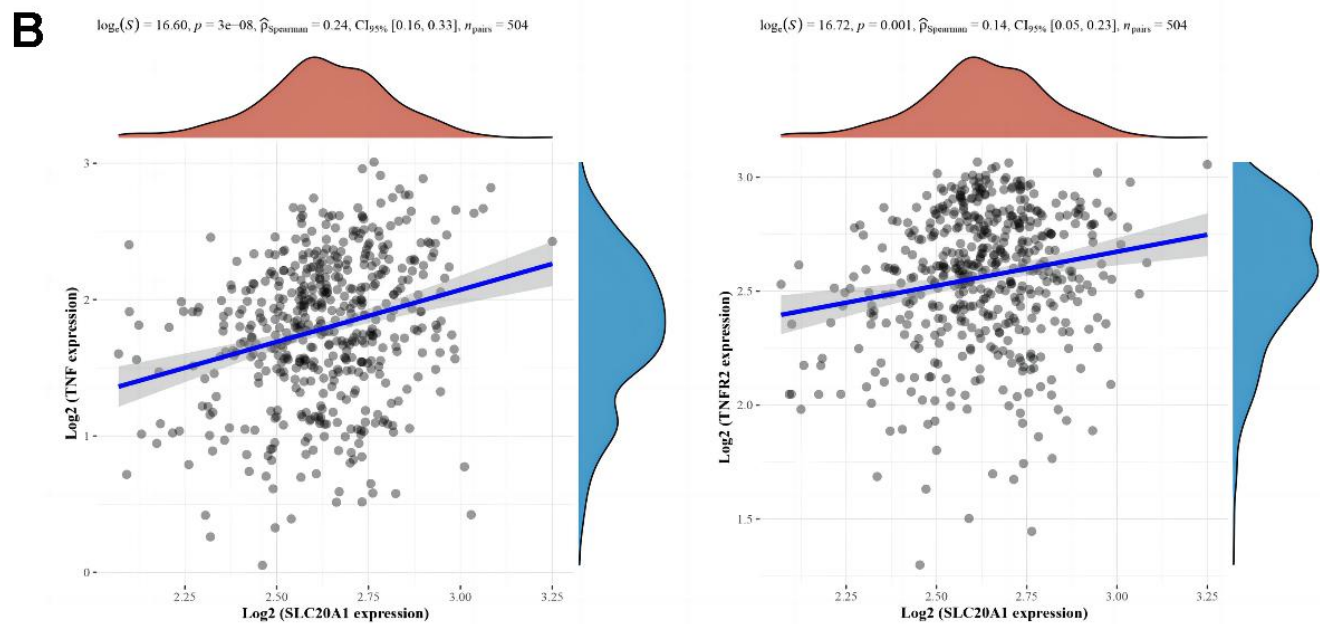 B
logₑ(S) = 16.60, p = 3e−08, ρ̂Spearman = 0.24, CI95% [0.16, 0.33], npairs = 504
3
2
1
0
Log2 (TNF expression)
2.25 2.50 2.75 3.00 3.25
Log2 (SLC20A1 expression)
logₑ(S) = 16.72, p = 0.001, ρ̂Spearman = 0.14, CI95% [0.05, 0.23], npairs = 504
3.0
2.5
2.0
1.5
Log2 (TNFR2 expression)
2.25 2.50 2.75 3.00 3.25
Log2 (SLC20A1 expression)